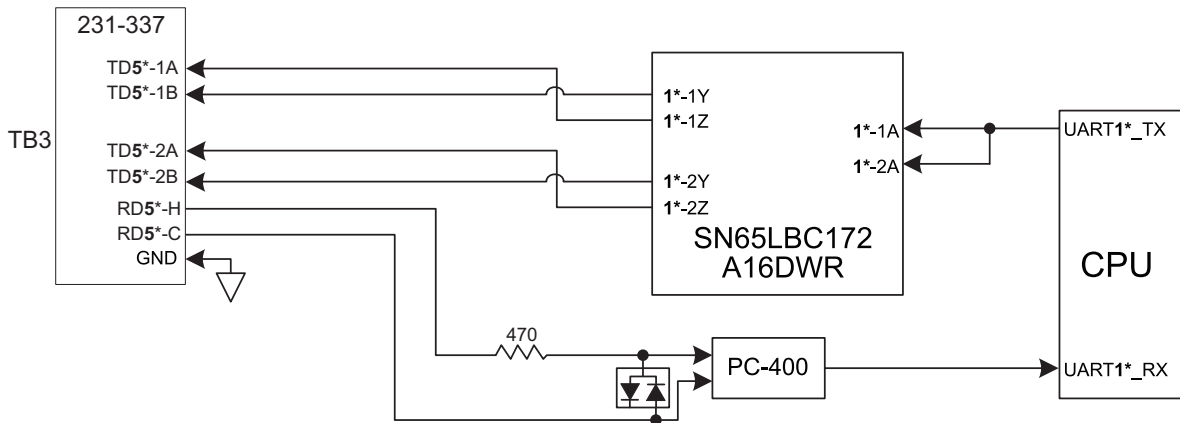 231-337
TD5*-1A
TD5*-1B
TB3
TD5*-2A
TD5*-2B
RD5*-H
RD5*-C
GND
1*-1Y
1*-1Z
1*-2Y
1*-2Z
1*-1A
1*-2A
SN65LBC172
A16DWR
UART1*_TX
CPU
UART1*_RX
470
PC-400